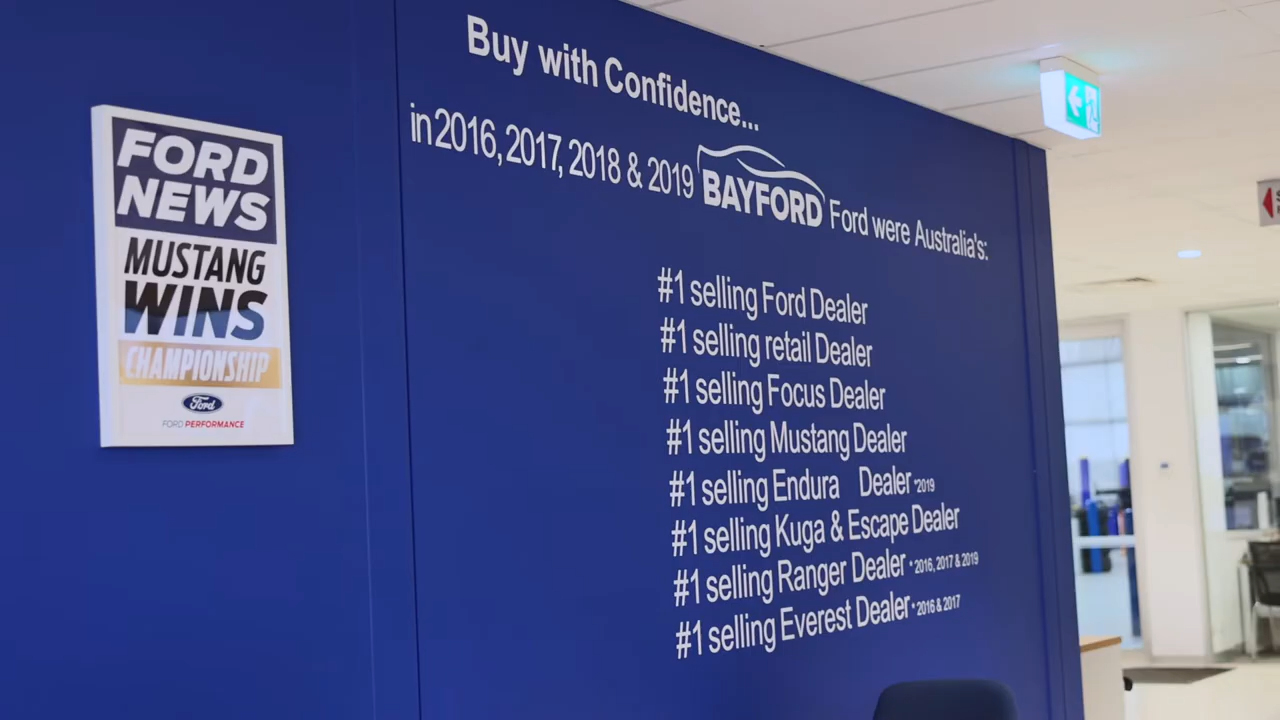 FORD
NEWS
MUSTANG
WINS
CHAMPIONSHIP
Ford
FORD PERFORMANCE
Buy with Confidence...
in 2016, 2017, 2018 & 2019 BAYFORD Ford were Australia's:
#1 selling Ford Dealer
#1 selling retail Dealer
#1 selling Focus Dealer
#1 selling Mustang Dealer
#1 selling Endura Dealer *2019
#1 selling Kuga & Escape Dealer
#1 selling Ranger Dealer * 2016, 2017 & 2019
#1 selling Everest Dealer * 2016 & 2017